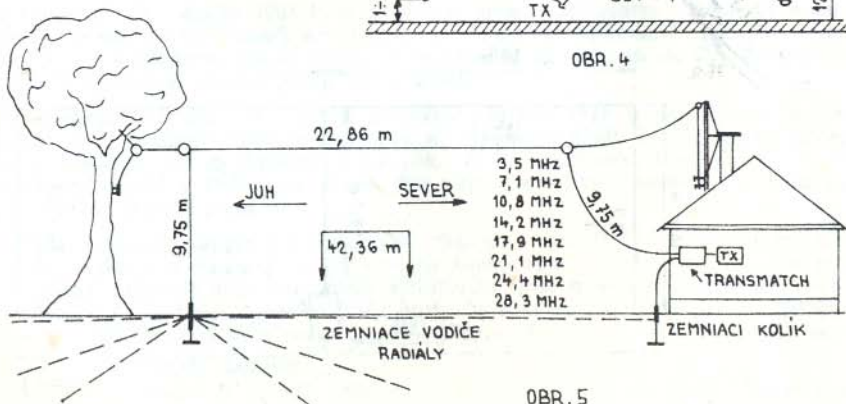 TX
OBR. 4
22,86 m
3,5 MHz
7,1 MHz
10,8 MHz
14,2 MHz
17,9 MHz
21,1 MHz
24,4 MHz
28,3 MHz
JUH
SEVER
9,75 m
9,75 m
42,36 m
TX
TRANSMATCH
ZEMNIACE VODIČE
RADIÁLY
ZEMNIACI KOLÍK
OBR. 5